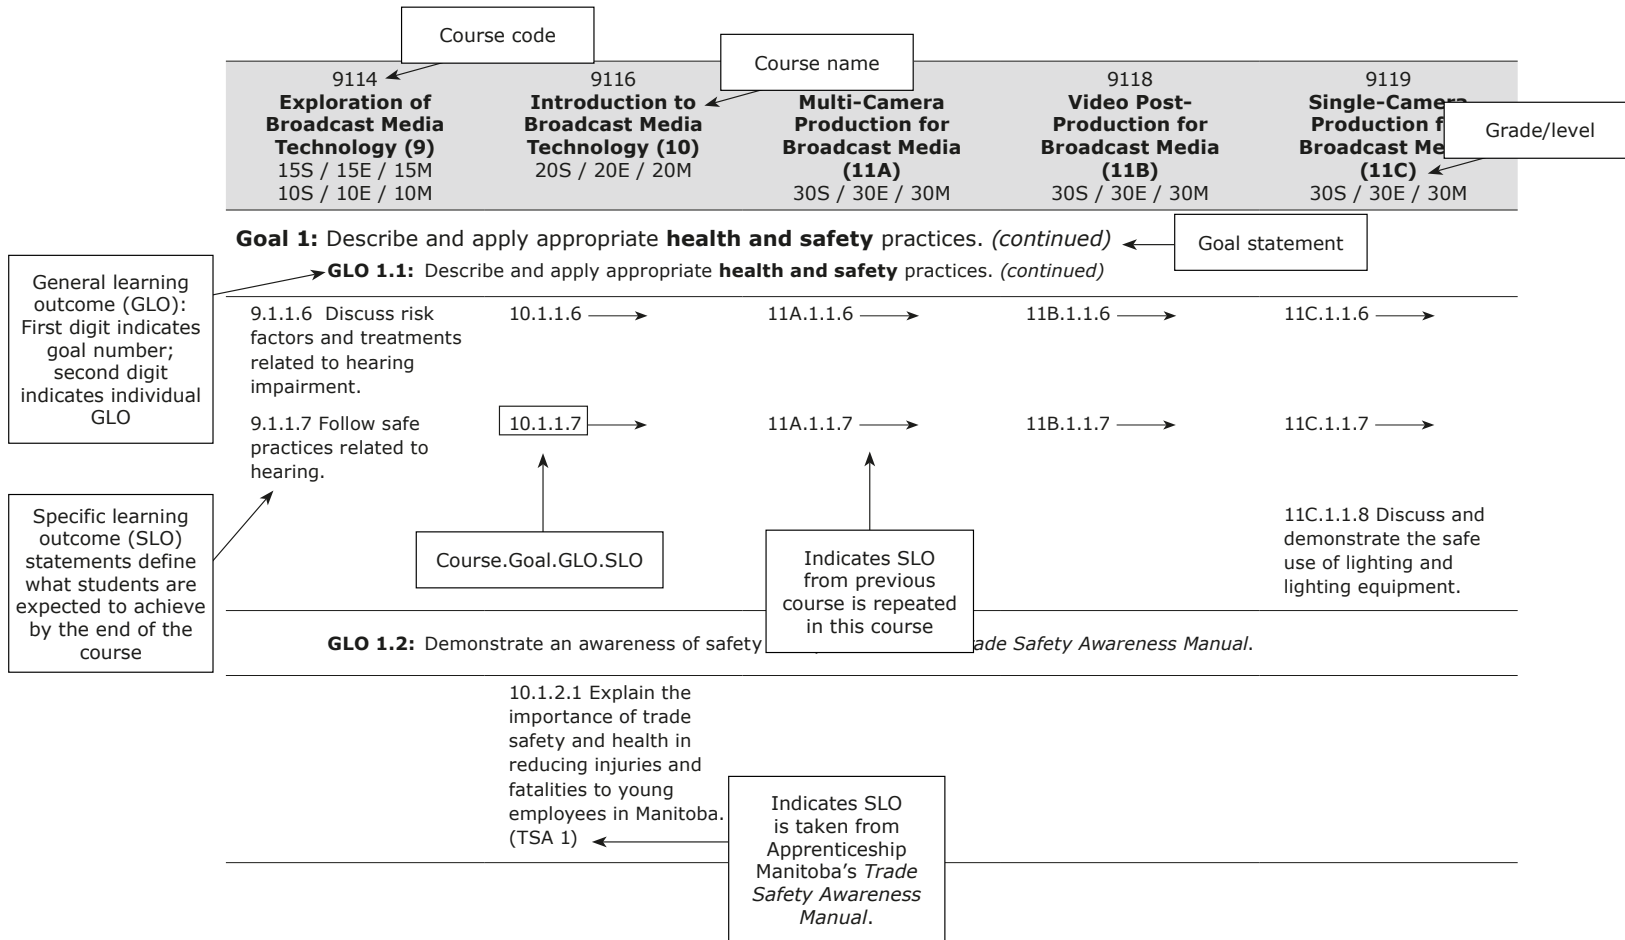 Course code
Course name
Grade/level
9114
Exploration of
Broadcast Media
Technology (9)
15S / 15E / 15M
10S / 10E / 10M
9116
Introduction to
Broadcast Media
Technology (10)
20S / 20E / 20M
Multi-Camera
Production for
Broadcast Media
(11A)
30S / 30E / 30M
9118
Video Post-
Production for
Broadcast Media
(11B)
30S / 30E / 30M
9119
Single-Camera
Production
Broadcast
(11C)
30S / 30E / 30M
Goal 1: Describe and apply appropriate health and safety practices. (continued)
Goal statement
GLO 1.1: Describe and apply appropriate health and safety practices. (continued)
General learning
outcome (GLO):
First digit indicates
goal number;
second digit
indicates individual
GLO
9.1.1.6 Discuss risk
factors and treatments
related to hearing
impairment.
10.1.1.6 →
11A.1.1.6 →
11B.1.1.6 →
11C.1.1.6 →
9.1.1.7 Follow safe
practices related to
hearing.
10.1.1.7 →
11A.1.1.7 →
11B.1.1.7 →
11C.1.1.7 →
Specific learning
outcome (SLO)
statements define
what students are
expected to achieve
by the end of the
course
Course.Goal.GLO.SLO
Indicates SLO
from previous
course is repeated
in this course
11C.1.1.8 Discuss and
demonstrate the safe
use of lighting and
lighting equipment.
GLO 1.2: Demonstrate an awareness of safety ade Safety Awareness Manual.
10.1.2.1 Explain the
importance of trade
safety and health in
reducing injuries and
fatalities to young
employees in Manitoba.
(TSA 1)
Indicates SLO
is taken from
Apprenticeship
Manitoba's Trade
Safety Awareness
Manual.